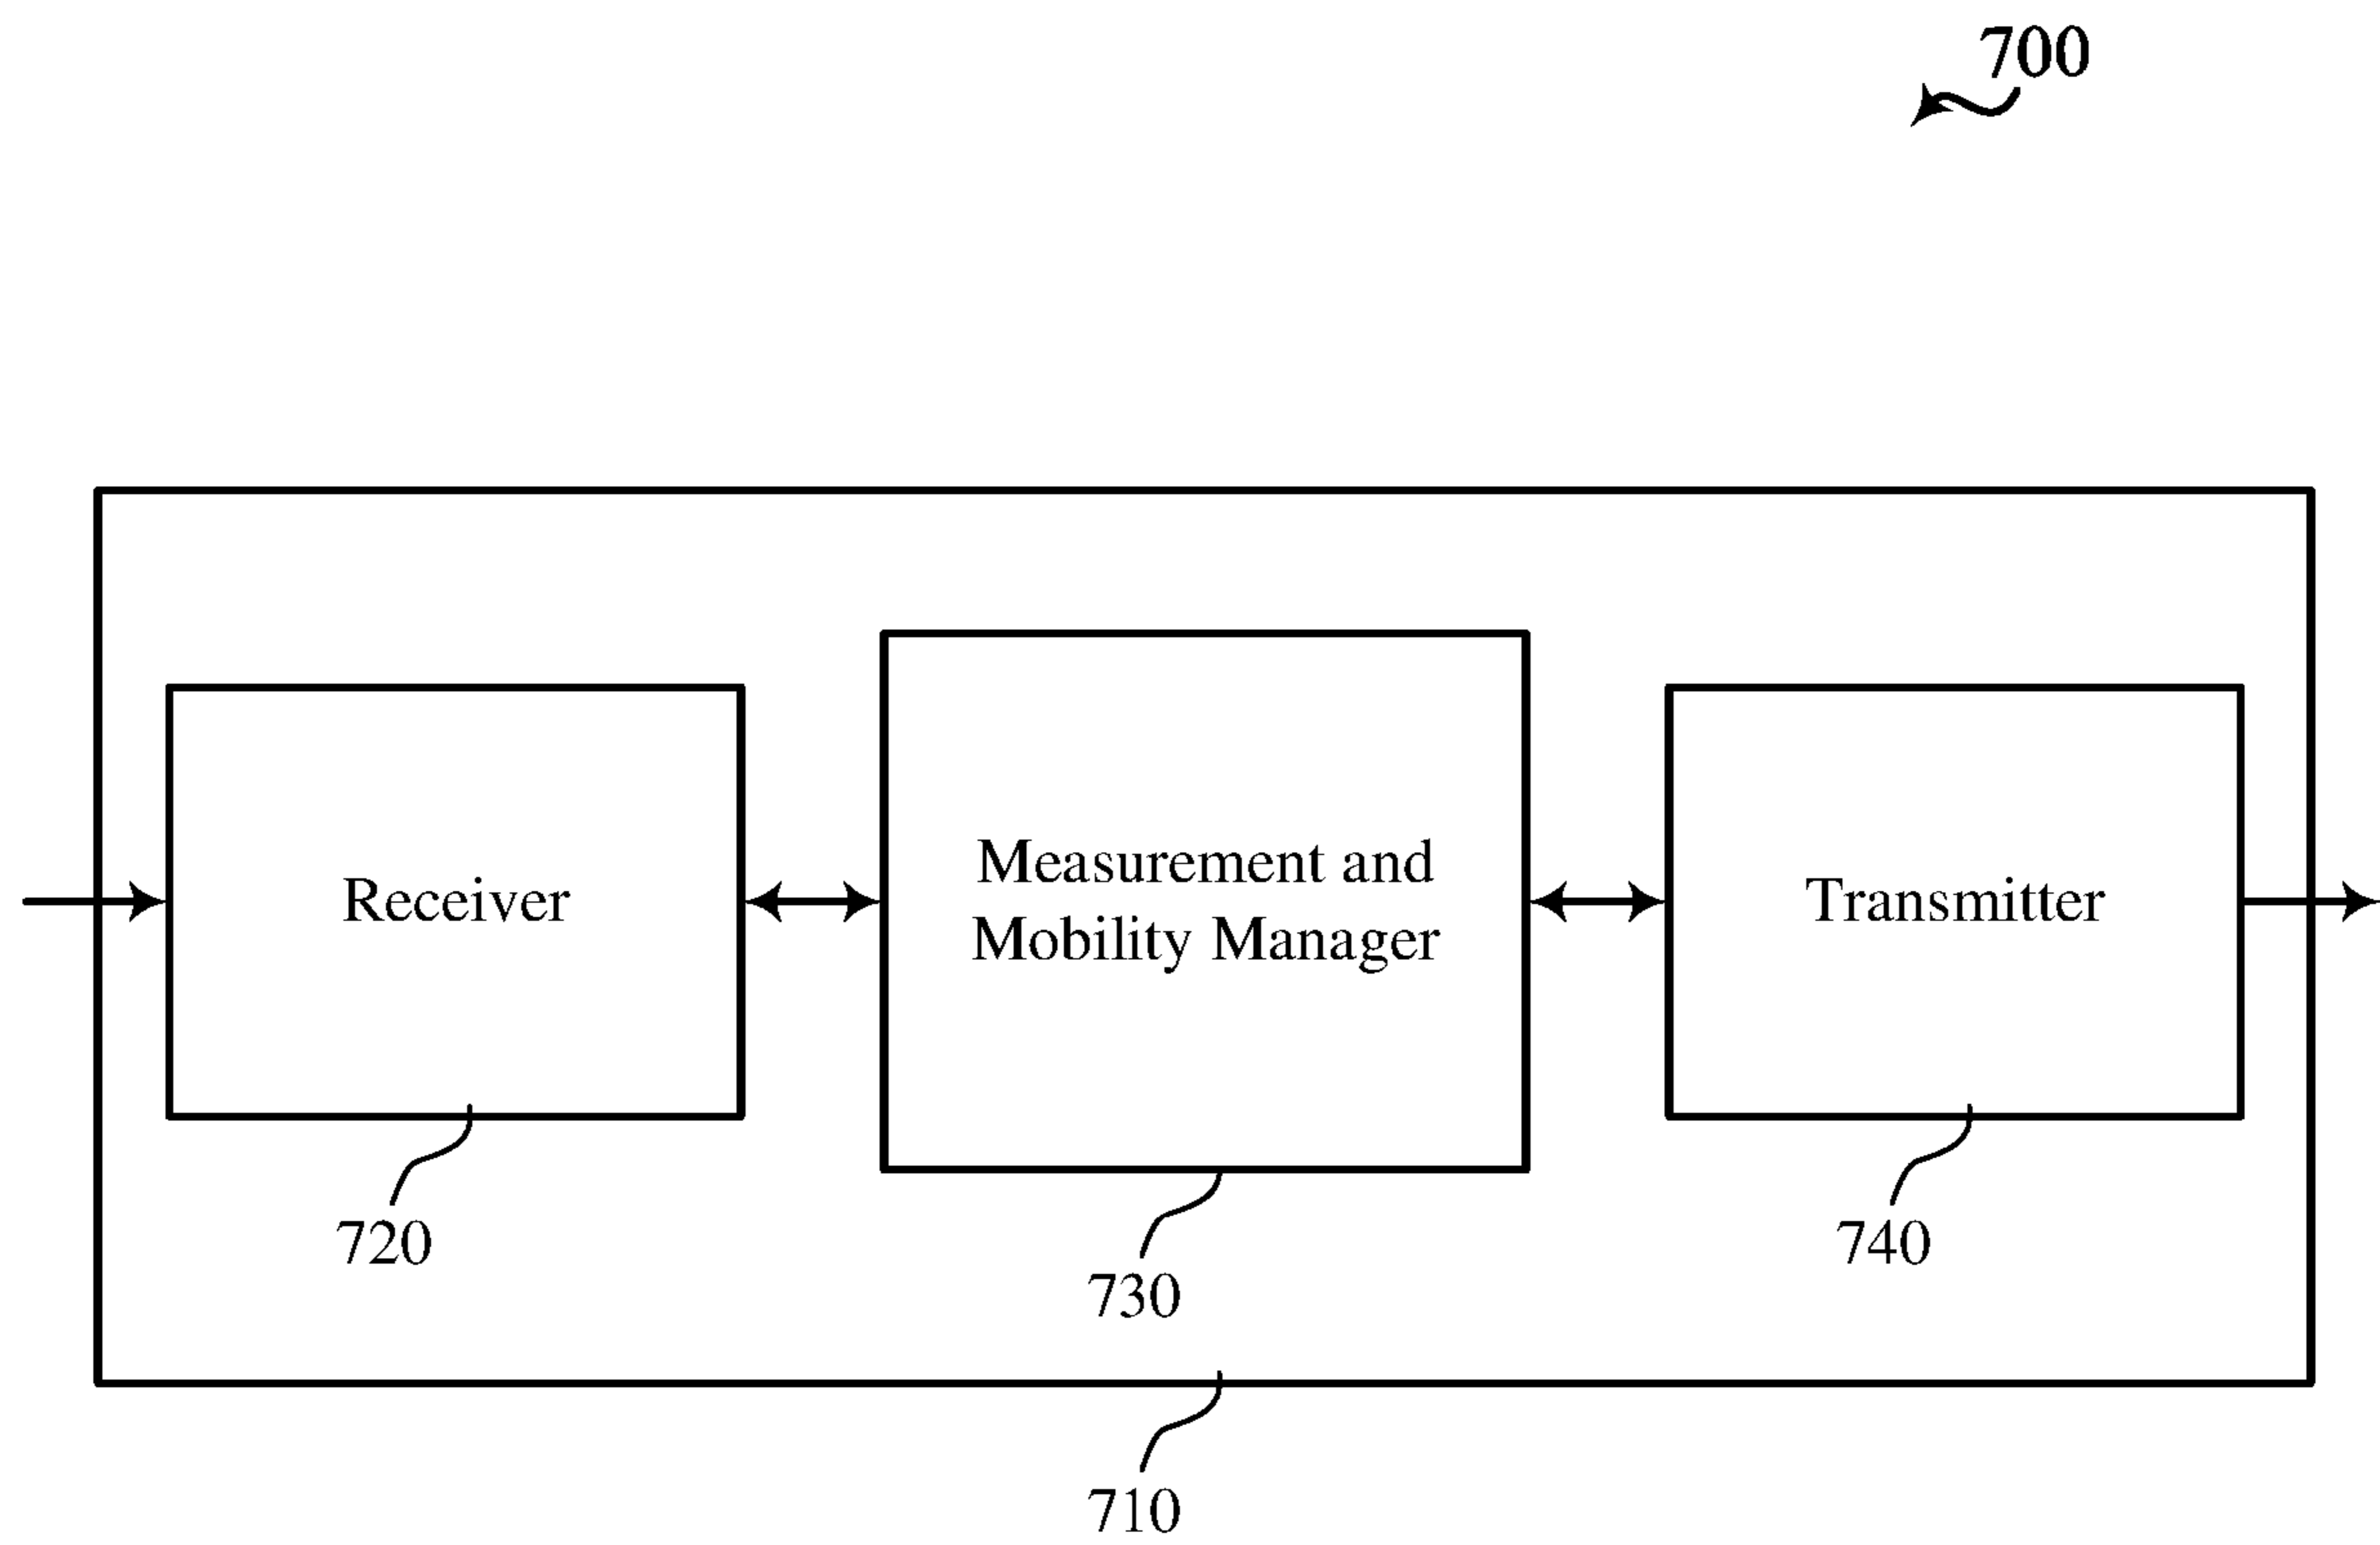 700
Receiver
Measurement and
Mobility Manager
Transmitter
720
730
740
710